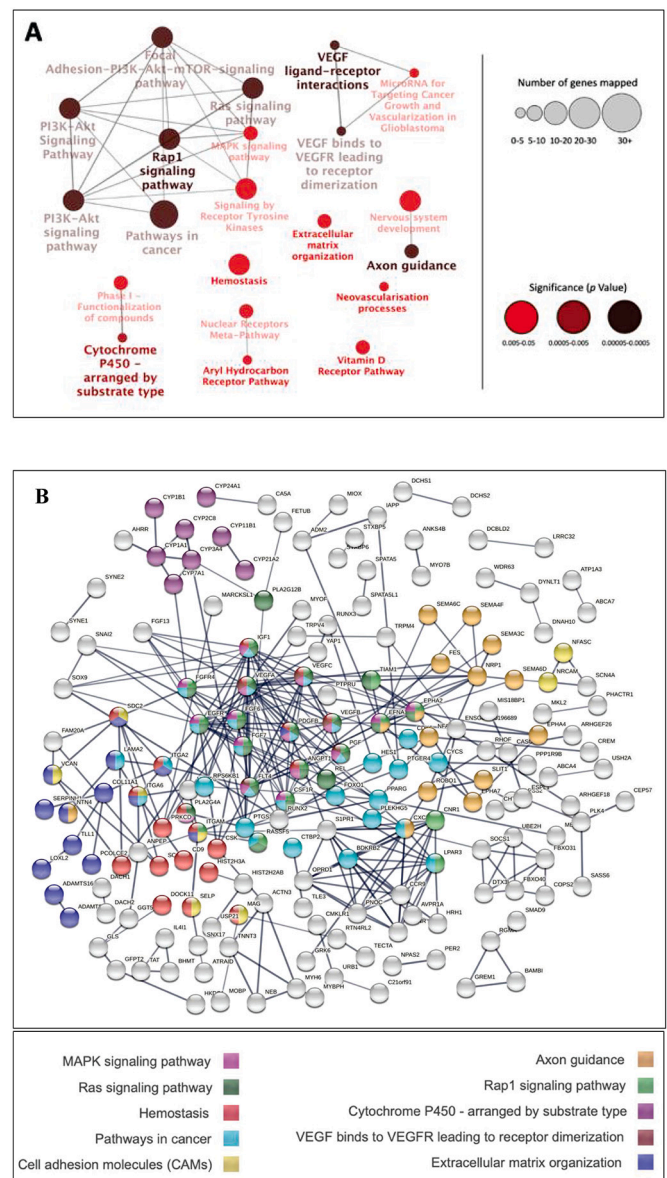 A
Focal
Adhesion-PI3K-Akt-mTOR-signaling
pathway
Ras signaling
pathway
PI3K-Akt
Signaling
Pathway
MAPK signaling
pathway
Rap1
signaling
pathway
PI3K-Akt
signaling
pathway
Pathways in
cancer
Signaling by
Receptor Tyrosine
Kinases
VEGF
ligand-receptor
interactions
MicroRNA for
Targeting Cancer
Growth and
Vascularization in
Glioblastoma
VEGF binds to
VEGFR leading
to receptor
dimerization
Nervous system
development
Extracellular
matrix
organization
Axon guidance
Hemostasis
Neovascularisation
processes
Phase I -
Functionalization
of compounds
Nuclear Receptors
Meta-Pathway
Cytochrome
P450 -
arranged by
substrate type
Aryl Hydrocarbon
Receptor Pathway
Vitamin D
Receptor Pathway
Number of genes mapped
0-5 5-10 10-20 20-30 30+
Significance (p Value)
0.005-0.05 0.0005-0.005 0.00005-0.0005
B
CYP24A1
CYP1B1
CA5A
MIOX
IAPP
DCHS1
DCHS2
FETUB
AHRR
CYP2C8
CYP11B1
CYP1A1
CYP3A4
CYP21A2
CYP7A1
ADM2
STXBP5
ANKS4B
DCBLD2
LRRC32
SPATA5
MYO7B
SPATA5L1
WDR63
DYNLT1
ATP1A3
ABCA7
DNAH10
SYNE2
SYNE1
MARCKSL1
PLA2G12B
MYOF
RUNX3
TRPV4
YAP1
TRPM4
SEMA6C
SEMA4F
SEMA3C
FES
NRP1
SEMA6D
NFASC
NRCAM
SCN4A
SNAI2
FGF13
SOX9
IGF1
VEGFA
VEGFC
TIAM1
PTPRU
FGFR4
EPHA2
MIS18BP1
MKLZ
PHACTR1
SDC2
EGFR
FGF6
PDGFB
VEGFB
EFNA
EPHA4
ARHGEF26
FAM20A
LAMA2
ITGA2
FGF7
PGF
HES1
PTGER4
CYCS
RHOF
PPP1R9B
CREM
USH2A
VCAN
COL11A1
ITGA6
RPS6KB1
FLT4
ANGPT1
REL
FOXO1
PPARG
ROBO1
SLIT1
EPHA7
ARHGEF18
CEP57
SERPINH1
NTN4
PLA2G4A
PRKCD
ITGAM
PTGS
CSF1R
RUNX2
PLEKHG5
CNR1
PLK4
TLL1
ANPEP
PCOLCE2
CD9
CSK
RASSF5
S1PR1
CTBP2
BDKRB2
LPAR3
SOCS1
UBE2H
FBXO31
LOXL2
ADAMTS16
DACH1
HIST2H3A
HIST2H2AB
OPRD1
CCR9
DTX3
FBXO40
COPS2
SASS6
DACH2
GGT5
DOCK11
SELP
MAG
ACTN3
TLE3
PNOC
AVPR1A
HRH1
SMAD9
USP21
CMKLR1
RTN4RL2
IL4I1
SNX17
TNNT3
GLS
GRK6
TECTA
PER2
GFPT2
TAT
BHMT
ATRAID
URB1
NPAS2
MYH6
MYBPH
C21orf91
MOBP
NEB
GREM1
BAMBI
MAPK signaling pathway
Ras signaling pathway
Hemostasis
Pathways in cancer
Cell adhesion molecules (CAMs)
Axon guidance
Rap1 signaling pathway
Cytochrome P450 - arranged by substrate type
VEGF binds to VEGFR leading to receptor dimerization
Extracellular matrix organization